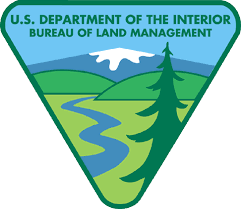 U.S. DEPARTMENT OF THE INTERIOR
BUREAU OF LAND MANAGEMENT